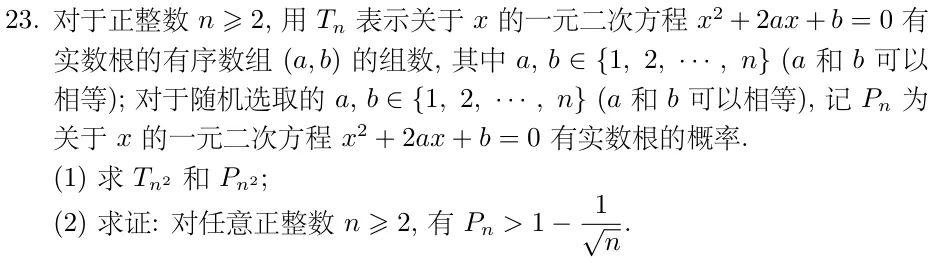 23. 对于正整数 n ⩾ 2, 用 Tₙ 表示关于 x 的一元二次方程 x² + 2ax + b = 0 有
实数根的有序数组 (a, b) 的组数, 其中 a, b ∈ {1, 2, ⋯, n} (a 和 b 可以
相等); 对于随机选取的 a, b ∈ {1, 2, ⋯, n} (a 和 b 可以相等), 记 Pₙ 为
关于 x 的一元二次方程 x² + 2ax + b = 0 有实数根的概率.
(1) 求 T_{n²} 和 P_{n²};
(2) 求证: 对任意正整数 n ⩾ 2, 有 Pₙ > 1 − \frac{1}{\sqrt{n}}.